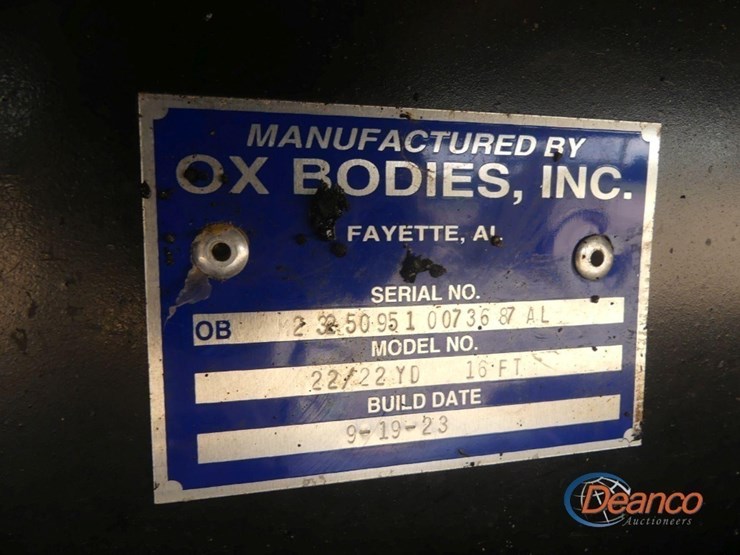 MANUFACTURED BY
OX BODIES, INC.
FAYETTE, AL
SERIAL NO.
OB
MODEL NO.
22/22YD 16 FT
BUILD DATE
9-19-23
Deanco
Auctioneers